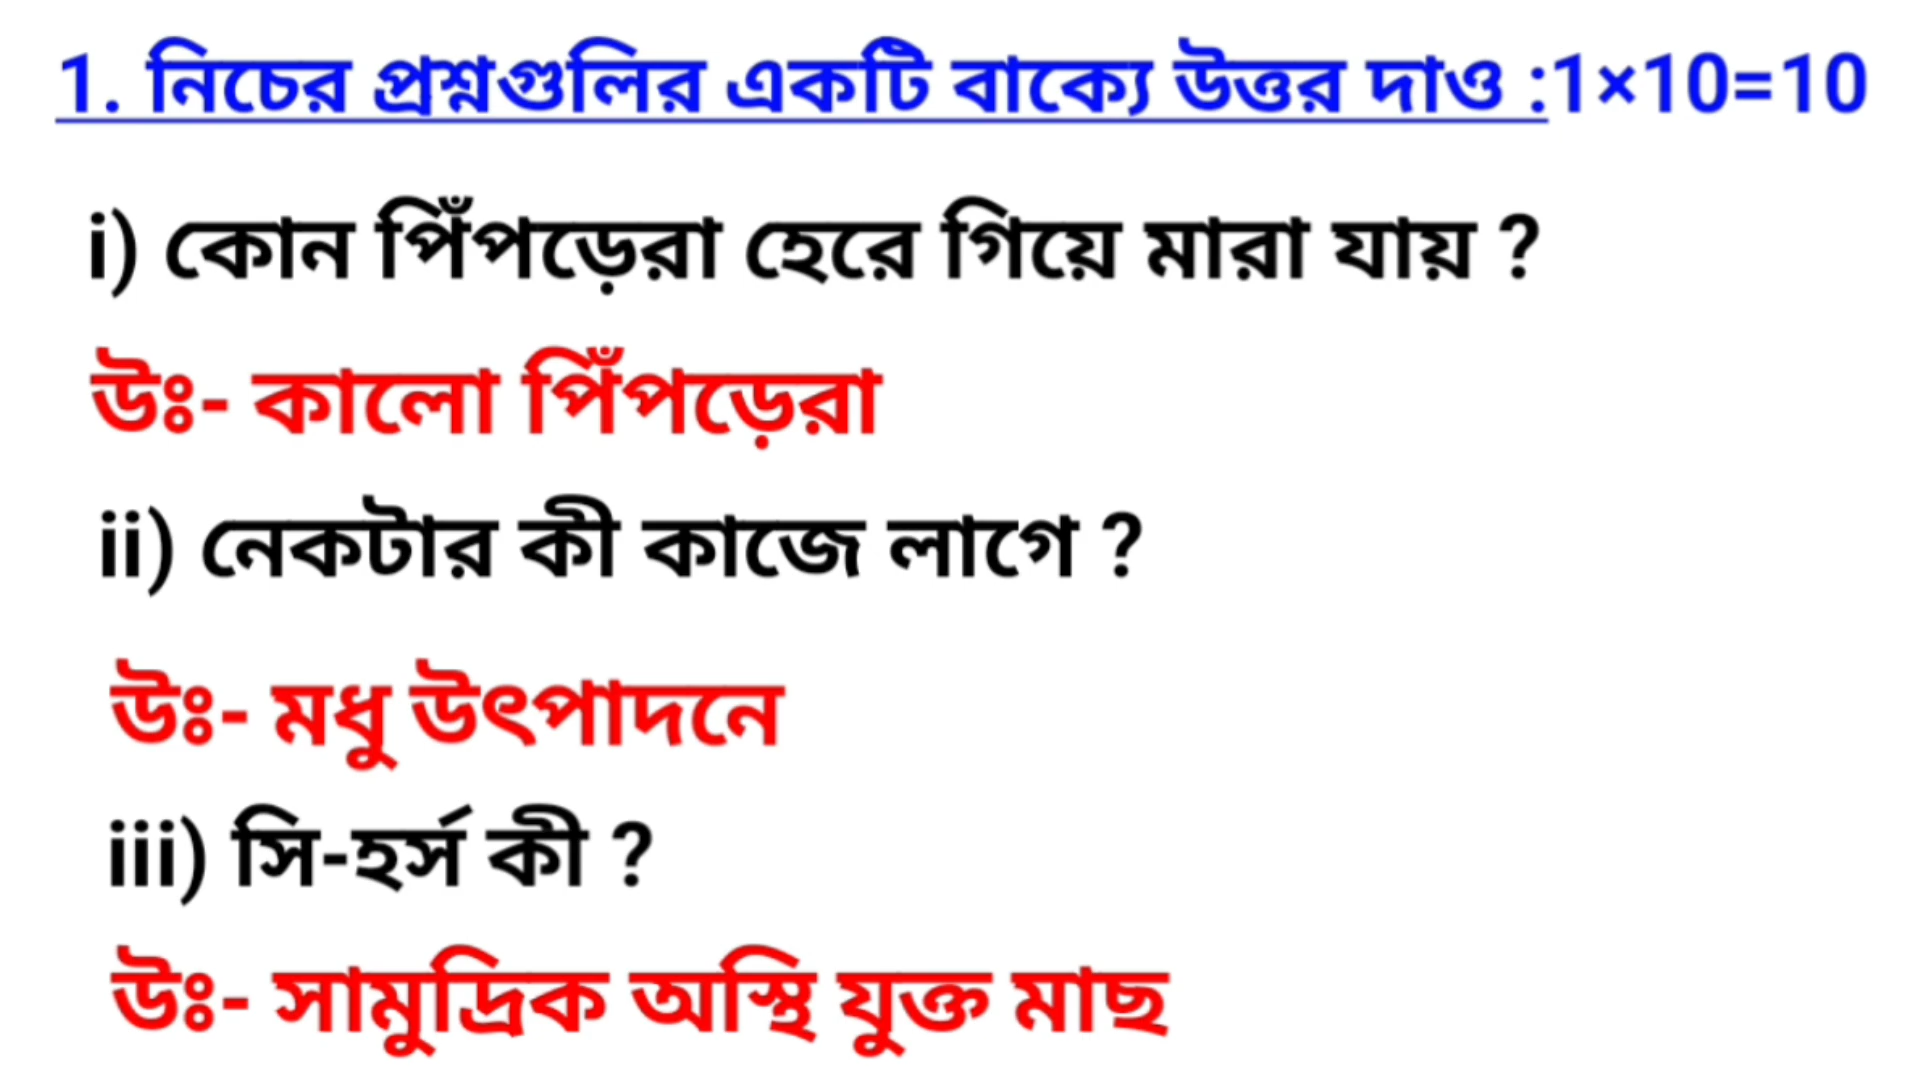 1. নিচের প্রশ্নগুলির একটি বাক্যে উত্তর দাও :1×10=10
i) কোন পিঁপড়েরা হেরে গিয়ে মারা যায় ?
উঃ- কালো পিঁপড়েরা
ii) নেকটার কী কাজে লাগে ?
উঃ- মধু উৎপাদনে
iii) সি-হর্স কী ?
উঃ- সামুদ্রিক অস্থি যুক্ত মাছ